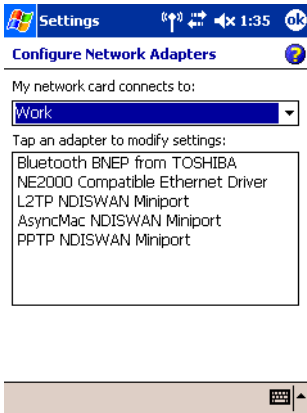 Settings 1:35 ok
Configure Network Adapters ?
My network card connects to:
Work
Tap an adapter to modify settings:
Bluetooth BNEP from TOSHIBA
NE2000 Compatible Ethernet Driver
L2TP NDISWAN Miniport
AsyncMac NDISWAN Miniport
PPTP NDISWAN Miniport